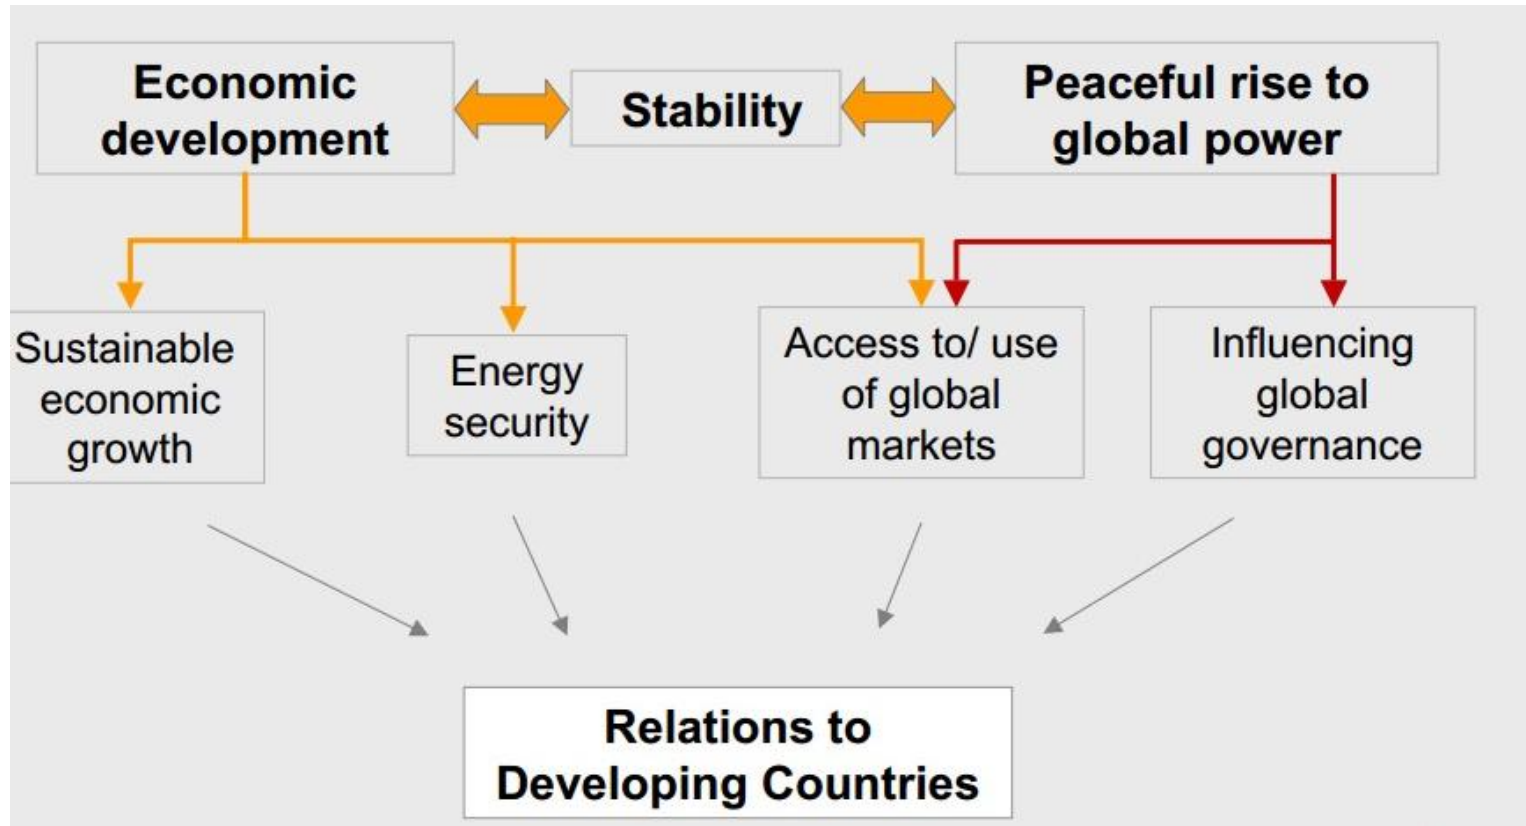 Economic
development
Stability
Peaceful rise to
global power
Sustainable
economic
growth
Energy
security
Access to/ use
of global
markets
Influencing
global
governance
Relations to
Developing Countries